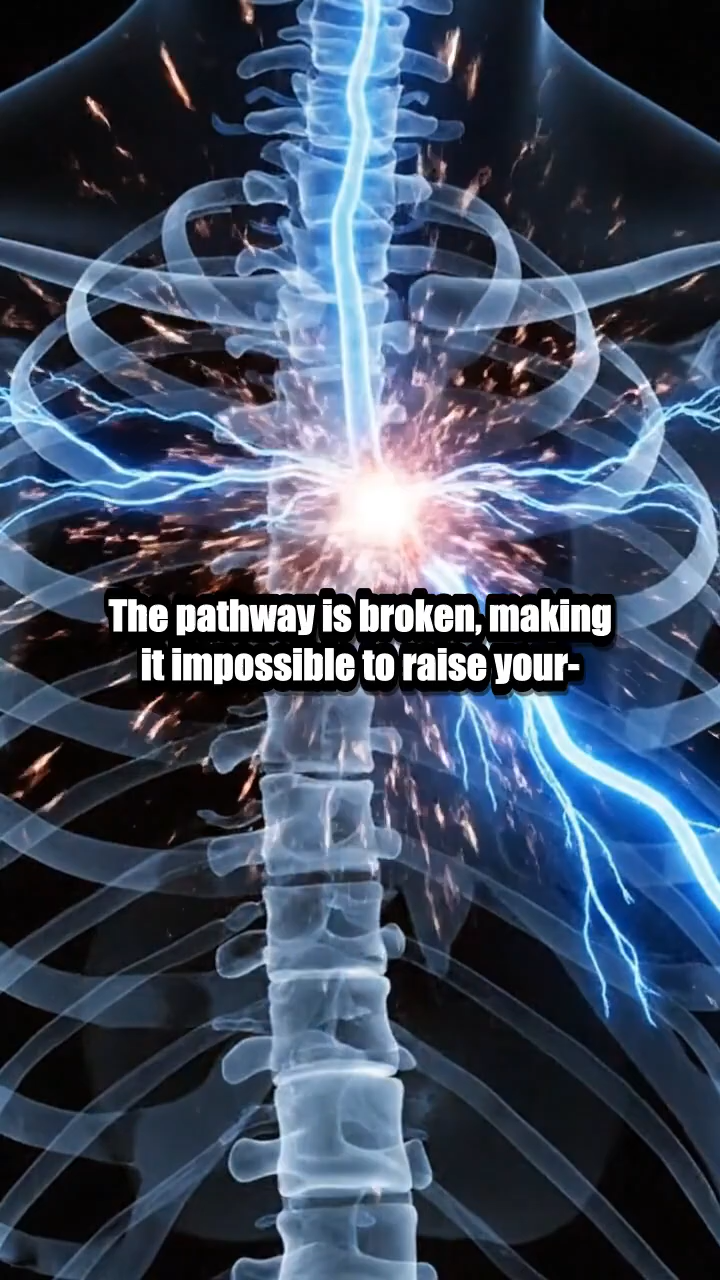 The pathway is broken, making
it impossible to raise your-